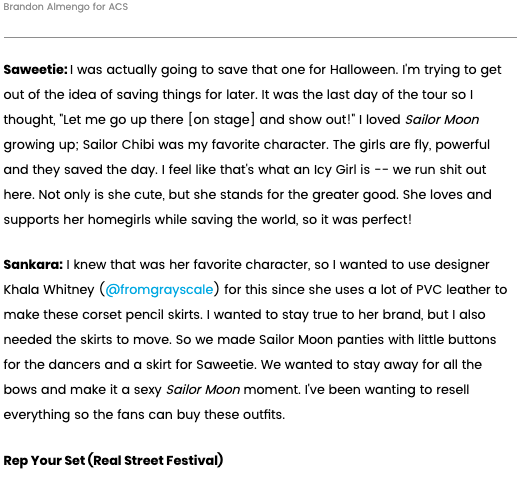 Brandon Almengo for ACS
Saweetie: I was actually going to save that one for Halloween. I'm trying to get
out of the idea of saving things for later. It was the last day of the tour so I
thought, "Let me go up there [on stage] and show out!" I loved Sailor Moon
growing up; Sailor Chibi was my favorite character. The girls are fly, powerful
and they saved the day. I feel like that's what an Icy Girl is -- we run shit out
here. Not only is she cute, but she stands for the greater good. She loves and
supports her homegirls while saving the world, so it was perfect!
Sankara: I knew that was her favorite character, so I wanted to use designer
Khala Whitney (@fromgrayscale) for this since she uses a lot of PVC leather to
make these corset pencil skirts. I wanted to stay true to her brand, but I also
needed the skirts to move. So we made Sailor Moon panties with little buttons
for the dancers and a skirt for Saweetie. We wanted to stay away for all the
bows and make it a sexy Sailor Moon moment. I've been wanting to resell
everything so the fans can buy these outfits.
Rep Your Set (Real Street Festival)